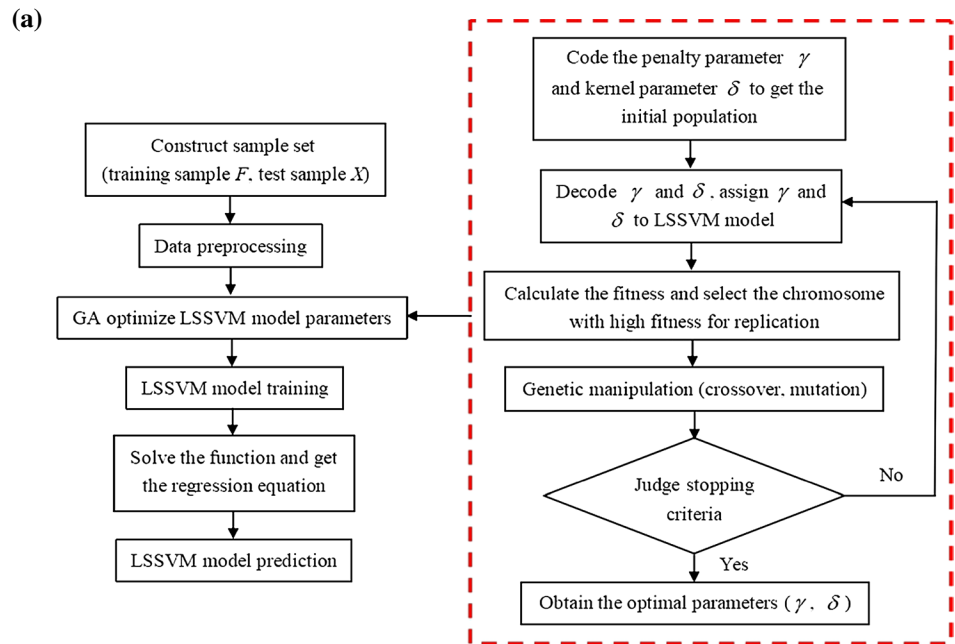 (a)
Construct sample set
(training sample F, test sample X)
Data preprocessing
GA optimize LSSVM model parameters
LSSVM model training
Solve the function and get
the regression equation
LSSVM model prediction
Code the penalty parameter γ
and kernel parameter δ to get the
initial population
Decode γ and δ, assign γ and
δ to LSSVM model
Calculate the fitness and select the chromosome
with high fitness for replication
Genetic manipulation (crossover, mutation)
Judge stopping
criteria
No
Yes
Obtain the optimal parameters (γ, δ)